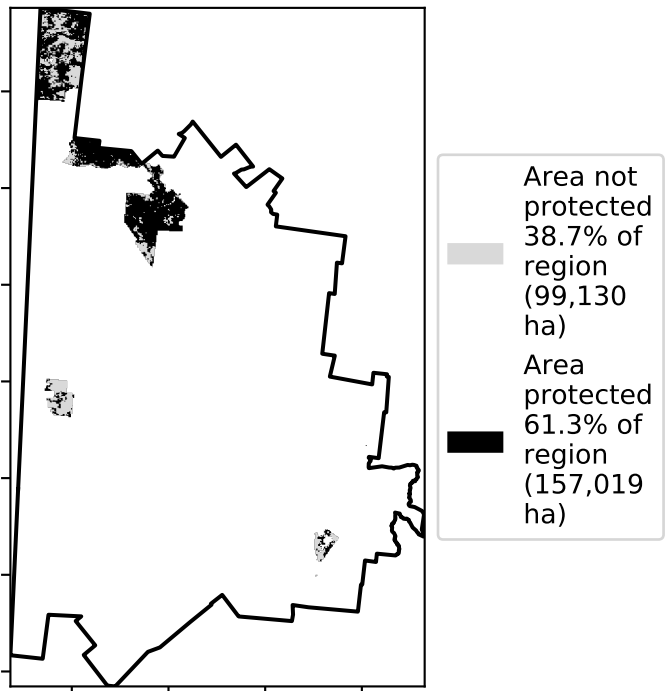 Area not
protected
38.7% of
region
(99,130
ha)
Area
protected
61.3% of
region
(157,019
ha)